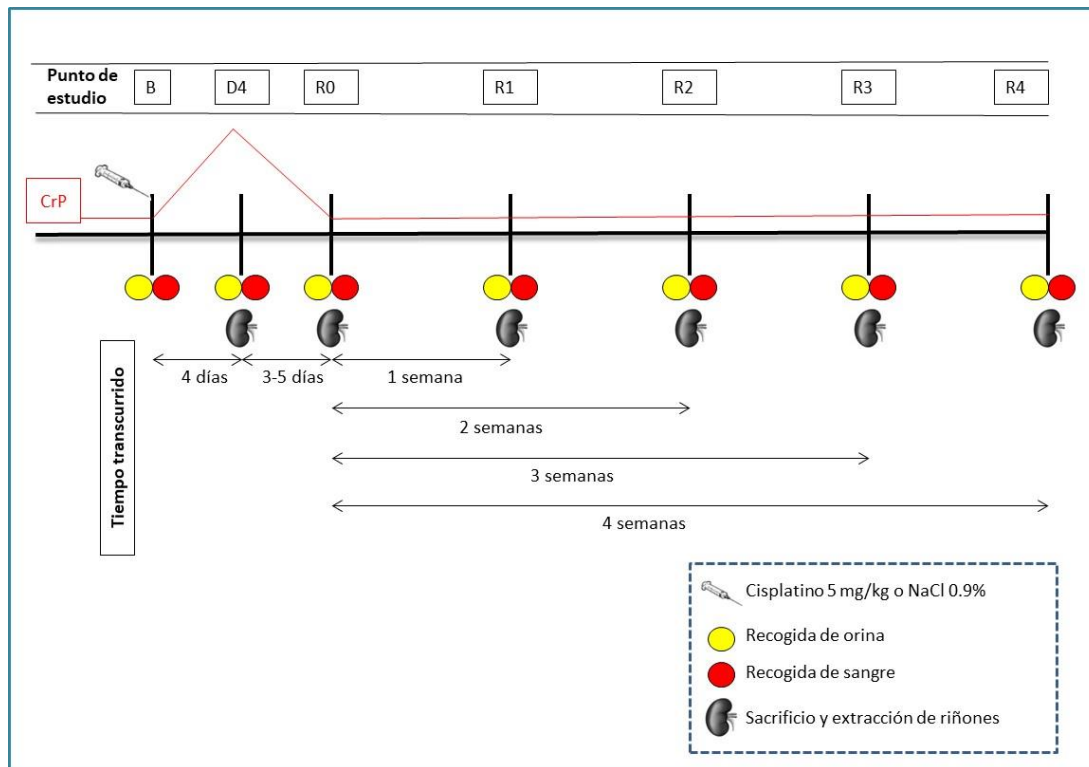 Punto de
estudio
B
D4
R0
R1
R2
R3
R4
CrP
4 días
3-5 días
1 semana
2 semanas
3 semanas
4 semanas
Tiempo transcurrido
Cisplatino 5 mg/kg o NaCl 0.9%
Recogida de orina
Recogida de sangre
Sacrificio y extracción de riñones